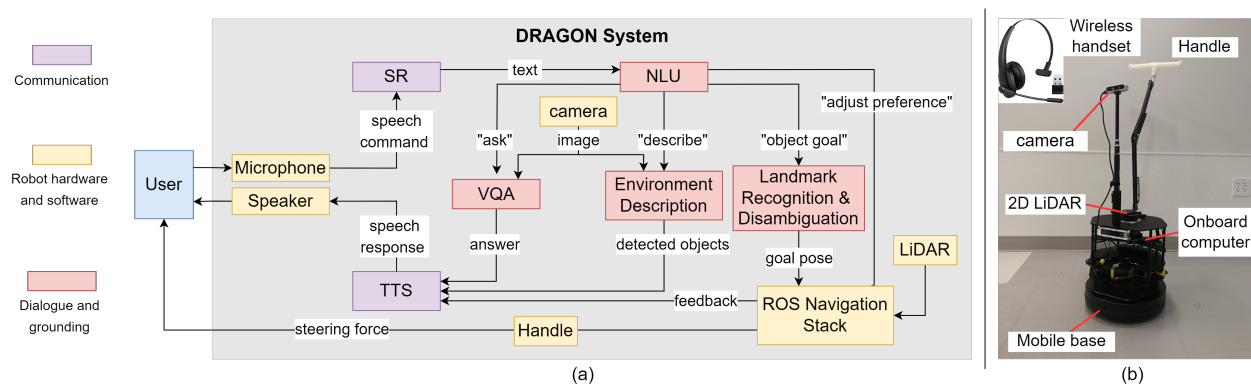 Communication
Robot hardware
and software
Dialogue and
grounding
DRAGON System
SR
text
NLU
speech
command
camera
image
"ask"
"describe"
"object goal"
"adjust preference"
User
Microphone
Speaker
VQA
Environment
Description
Landmark
Recognition &
Disambiguation
speech
response
answer
detected objects
goal pose
LiDAR
TTS
feedback
ROS Navigation
Stack
steering force
Handle
(a)
Wireless
handset
Handle
camera
2D LiDAR
Onboard
computer
Mobile base
(b)